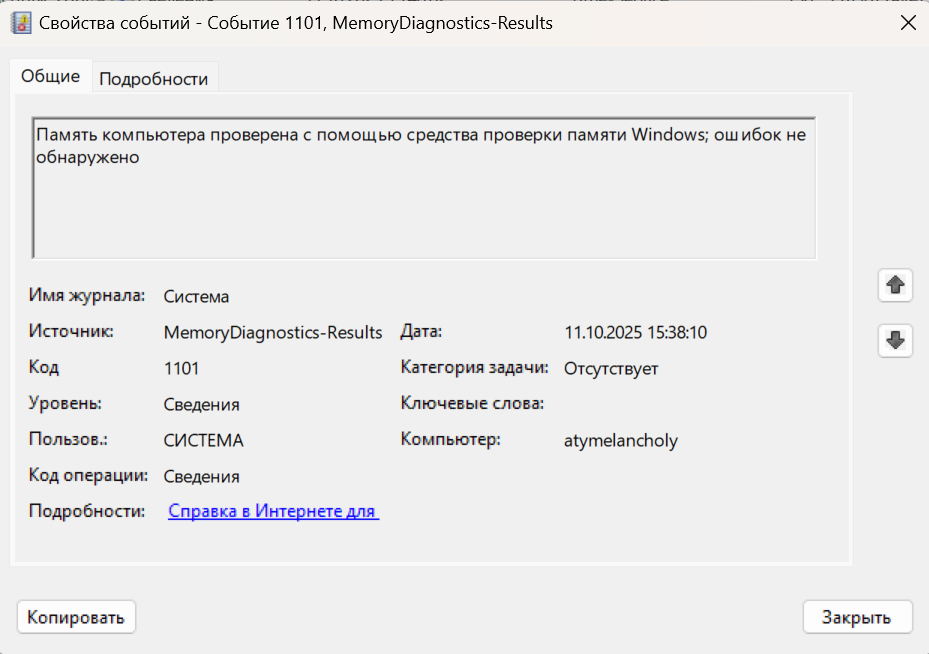 Свойства событий - Событие 1101, MemoryDiagnostics-Results
Общие
Подробности
Память компьютера проверена с помощью средства проверки памяти Windows; ошибок не
обнаружено
Имя журнала: Система
Источник: MemoryDiagnostics-Results Дата: 11.10.2025 15:38:10
Код 1101 Категория задачи: Отсутствует
Уровень: Сведения Ключевые слова:
Пользов.: СИСТЕМА Компьютер: atymelancholy
Код операции: Сведения
Подробности: Справка в Интернете для
Копировать
Закрыть